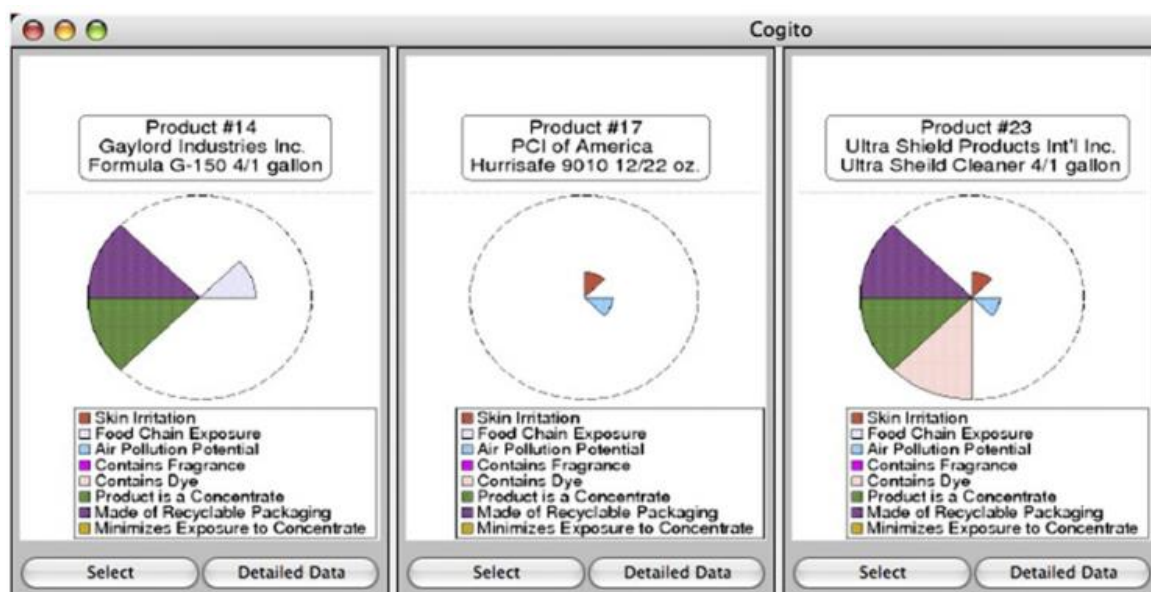 Cogito
Product #14
Gaylord Industries Inc.
Formula G-150 4/1 gallon
Skin Irritation
Food Chain Exposure
Air Pollution Potential
Contains Fragrance
Contains Dye
Product is a Concentrate
Made of Recyclable Packaging
Minimizes Exposure to Concentrate
Select
Detailed Data
Product #17
PCI of America
Hurrisafe 9010 12/22 oz.
Skin Irritation
Food Chain Exposure
Air Pollution Potential
Contains Fragrance
Contains Dye
Product is a Concentrate
Made of Recyclable Packaging
Minimizes Exposure to Concentrate
Select
Detailed Data
Product #23
Ultra Shield Products Int'l Inc.
Ultra Sheild Cleaner 4/1 gallon
Skin Irritation
Food Chain Exposure
Air Pollution Potential
Contains Fragrance
Contains Dye
Product is a Concentrate
Made of Recyclable Packaging
Minimizes Exposure to Concentrate
Select
Detailed Data